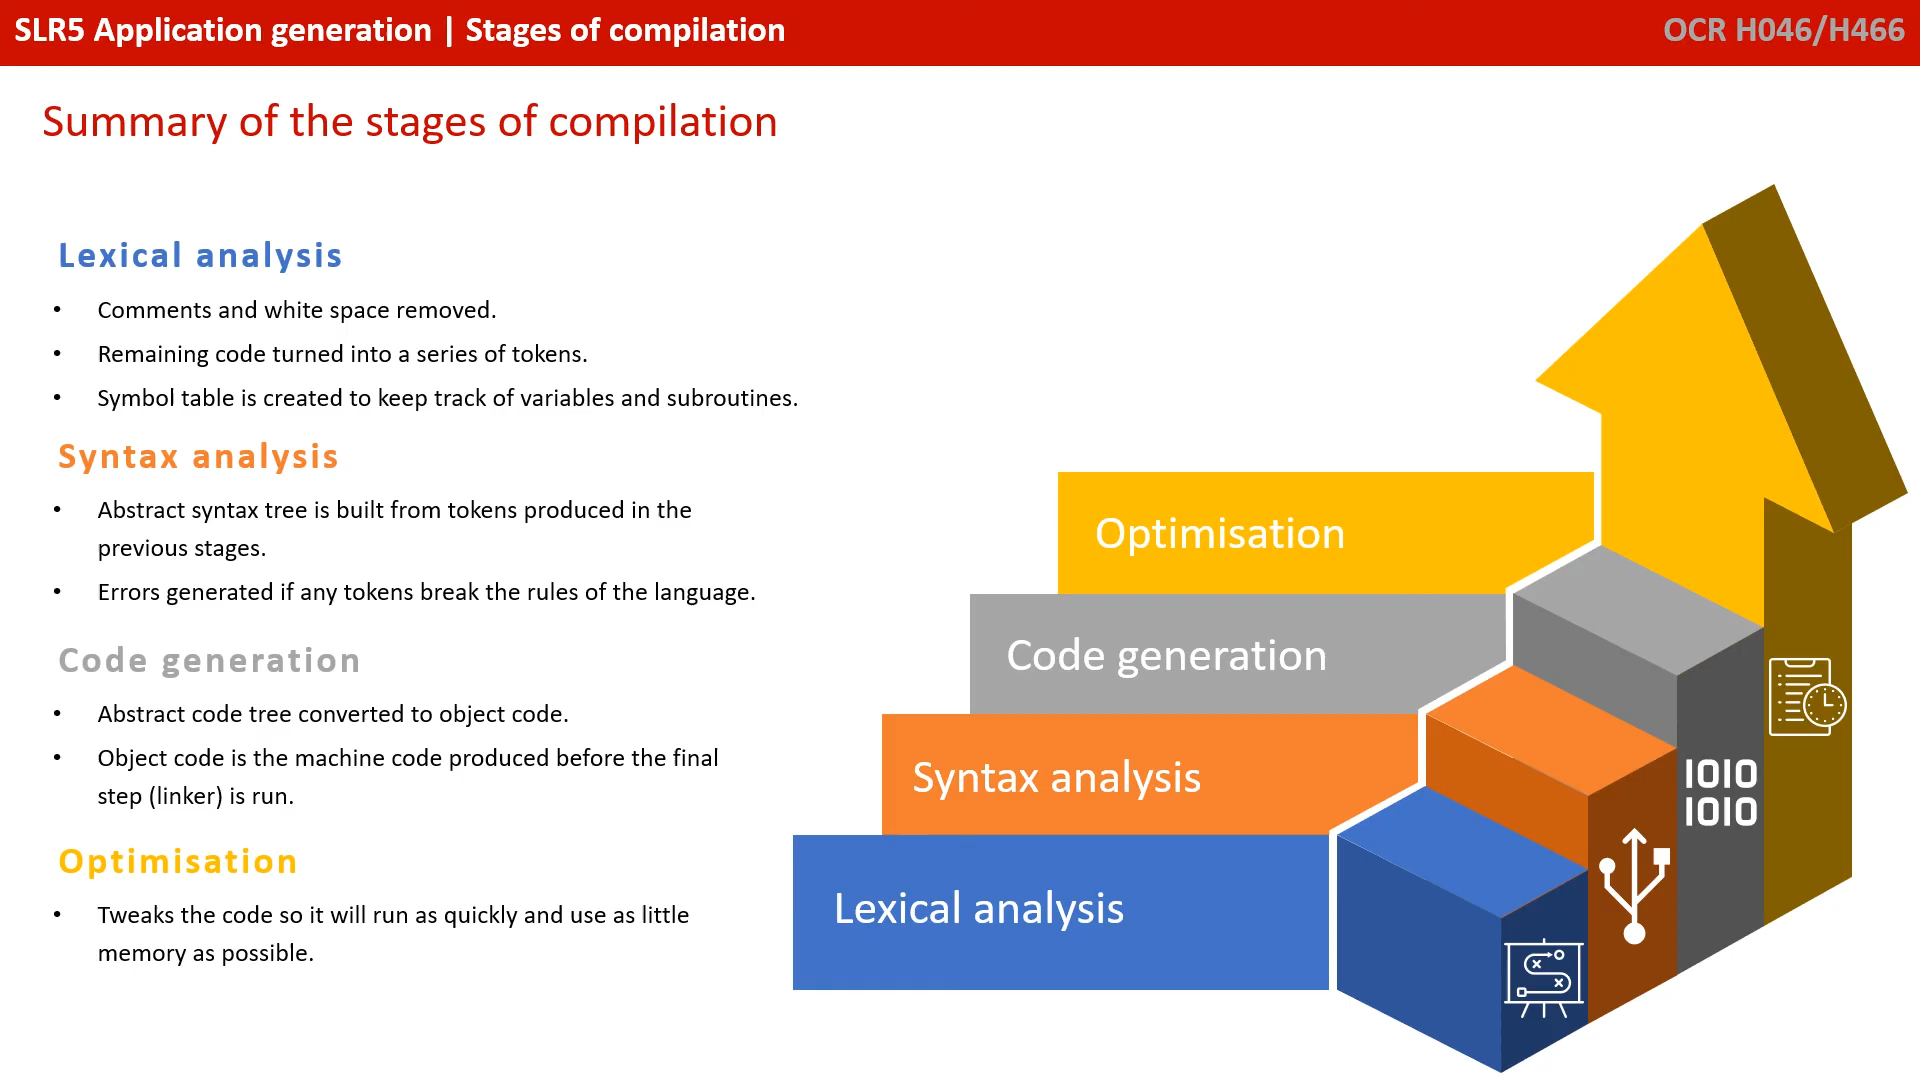 SLR5 Application generation | Stages of compilation
OCR H046/H466
Summary of the stages of compilation
Lexical analysis
• Comments and white space removed.
• Remaining code turned into a series of tokens.
• Symbol table is created to keep track of variables and subroutines.
Syntax analysis
• Abstract syntax tree is built from tokens produced in the
previous stages.
• Errors generated if any tokens break the rules of the language.
Code generation
• Abstract code tree converted to object code.
• Object code is the machine code produced before the final
step (linker) is run.
Optimisation
• Tweaks the code so it will run as quickly and use as little
memory as possible.
Optimisation
Code generation
Syntax analysis
Lexical analysis
1010
1010